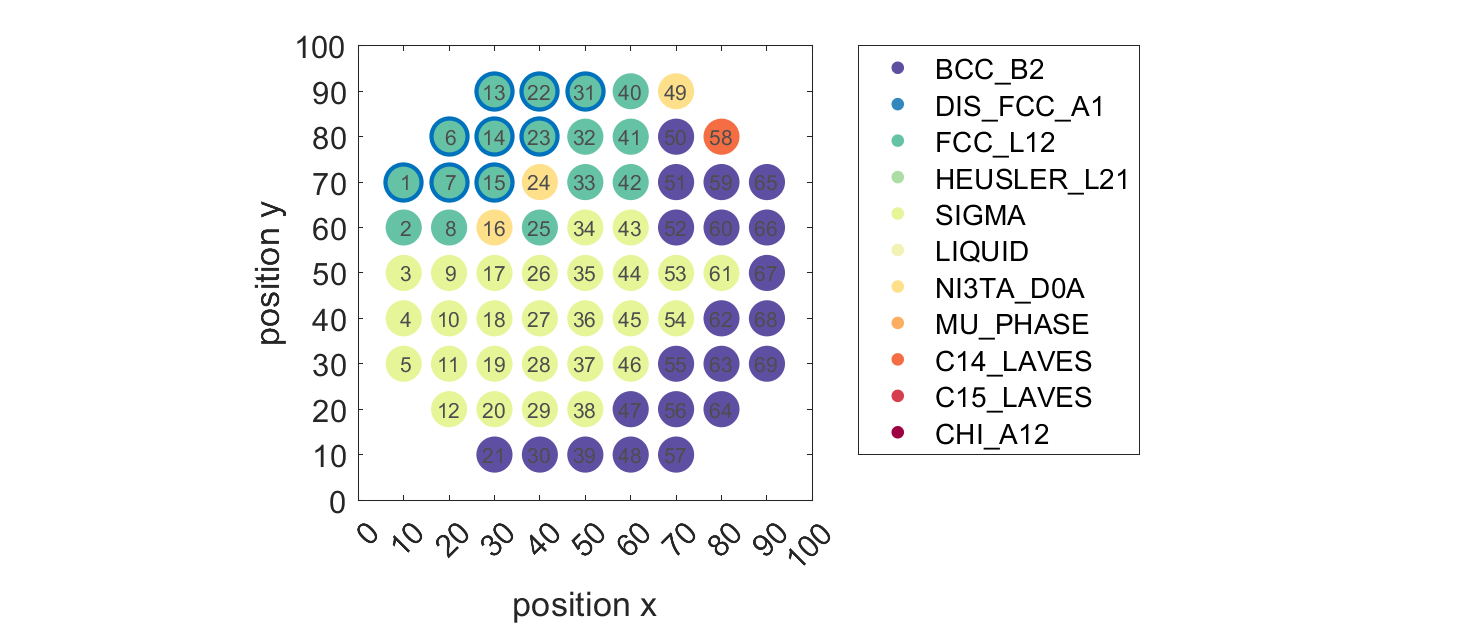 100
90 13 22 31 40 49
80 6 14 23 32 41 50 58
70 1 7 15 24 33 42 51 59 65
60 2 8 16 25 34 43 52 60 66
50 3 9 17 26 35 44 53 61 67
40 4 10 18 27 36 45 54 62 68
30 5 11 19 28 37 46 55 63 69
20 12 20 29 38 47 56 64
10 21 30 39 48 57
0
position y
0 10 20 30 40 50 60 70 80 90 100
position x
BCC_B2
DIS_FCC_A1
FCC_L12
HEUSLER_L21
SIGMA
LIQUID
NI3TA_D0A
MU_PHASE
C14_LAVES
C15_LAVES
CHI_A12